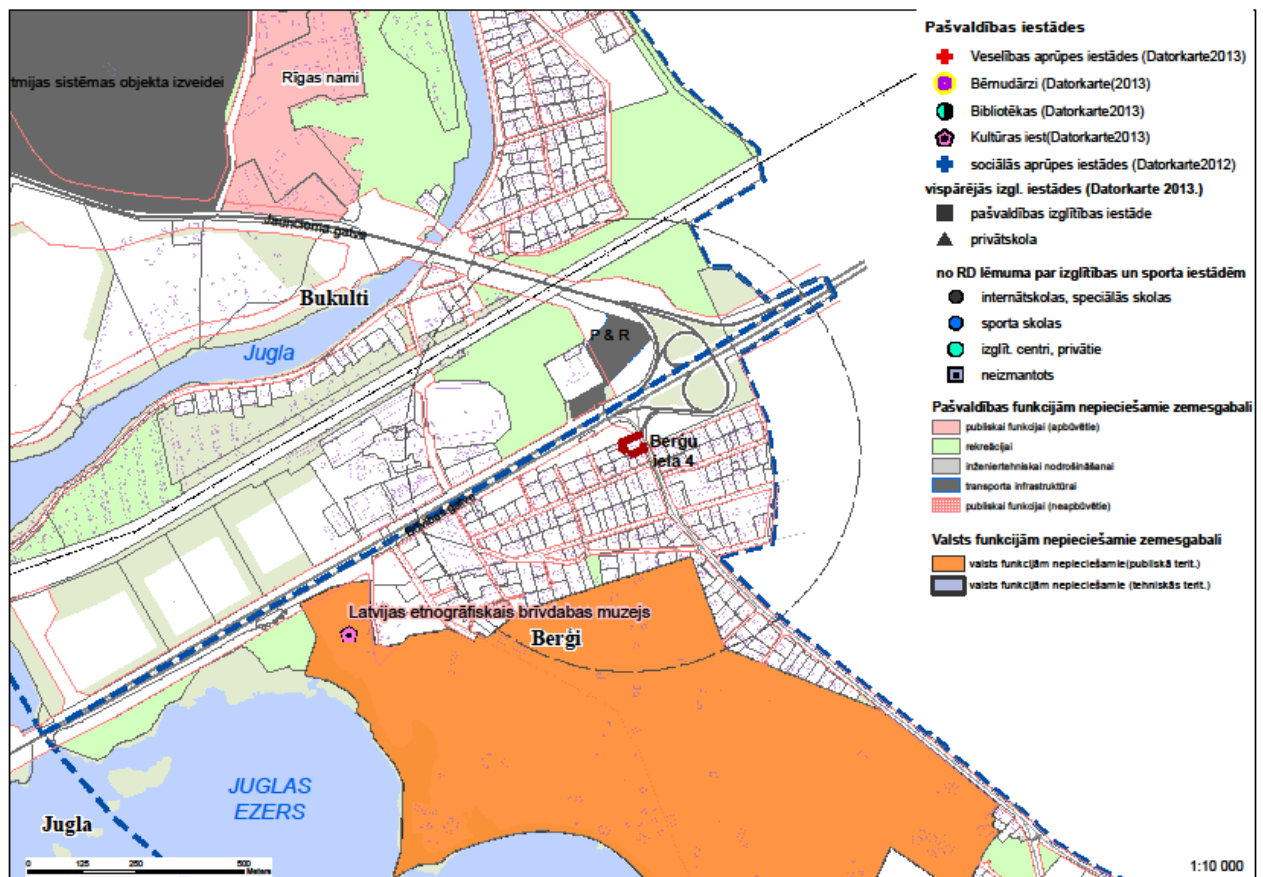 rtmijas sistēmas objekta izveidei
Rīgas nami
Jaunciema gatve
Bukulti
Jugla
P & R
Berģu
iela 4
Brīvības gatve
Latvijas etnogrāfiskais brīvdabas muzejs
Berģi
JUGLAS
EZERS
Jugla
0 125 250 500
Meters
1:10 000
Pašvaldības iestādes
Veselības aprūpes iestādes (Datorkarte2013)
Bērnudārzi (Datorkarte(2013)
Bibliotēkas (Datorkarte2013)
Kultūras iest(Datorkarte2013)
sociālās aprūpes iestādes (Datorkarte2012)
vispārējās izgl. iestādes (Datorkarte 2013.)
pašvaldības izglītības iestāde
privātskola
no RD lēmuma par izglītības un sporta iestādēm
internātskolas, speciālās skolas
sporta skolas
izglīt. centri, privātie
neizmantots
Pašvaldības funkcijām nepieciešamie zemesgabali
publiskai funkcijai (apbūvētie)
rekreācijai
inženiertehniskai nodrošināšanai
transporta infrastruktūrai
publiskai funkcijai (neapbūvētie)
Valsts funkcijām nepieciešamie zemesgabali
valsts funkcijām nepieciešamie(publiskā terit.)
valsts funkcijām nepieciešamie (tehniskās terit.)